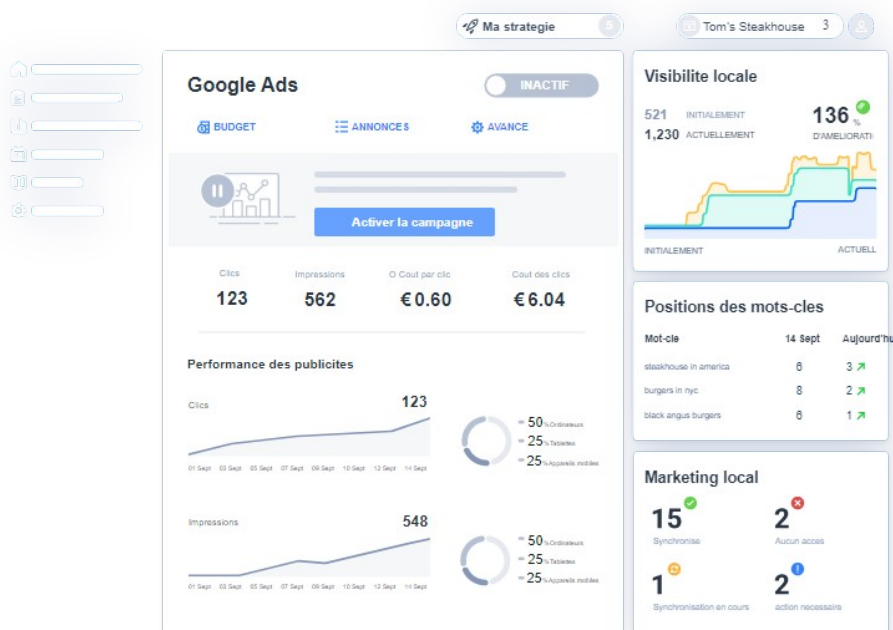 Ma strategie 5
Tom's Steakhouse 3
Google Ads
INACTIF
BUDGET
ANNONCES
AVANCE
Activer la campagne
Clics
Impressions
O Cout par clic
Cout des clics
123
562
€0.60
€6.04
Performance des publicites
Clics
123
50% Ordinateurs
25% Tabletes
25% Appareils mobiles
01 Sept 03 Sept 05 Sept 07 Sept 09 Sept 10 Sept 12 Sept 14 Sept
Impressions
548
50% Ordinateurs
25% Tabletes
25% Appareils mobiles
01 Sept 03 Sept 05 Sept 07 Sept 09 Sept 10 Sept 12 Sept 14 Sept
Visibilite locale
521 INITIALEMENT
1,230 ACTUELLEMENT
136 %
D'AMELIORATI
INITIALEMENT
ACTUELL
Positions des mots-cles
Mot-cle 14 Sept Aujourd'hu
steakhouse in america 6 3
burgers in nyc 8 2
black angus burgers 6 1
Marketing local
15
Synchronise
2
Aucun acces
1
Synchronisation en cours
2
action necessaire